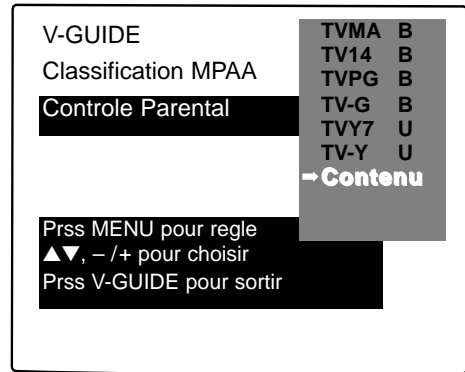 V-GUIDE
Classification MPAA
Controle Parental
TVMA B
TV14 B
TVPG B
TV-G B
TVY7 U
TV-Y U
➡Contenu
Prss MENU pour regle
▲▼, – /+ pour choisir
Prss V-GUIDE pour sortir